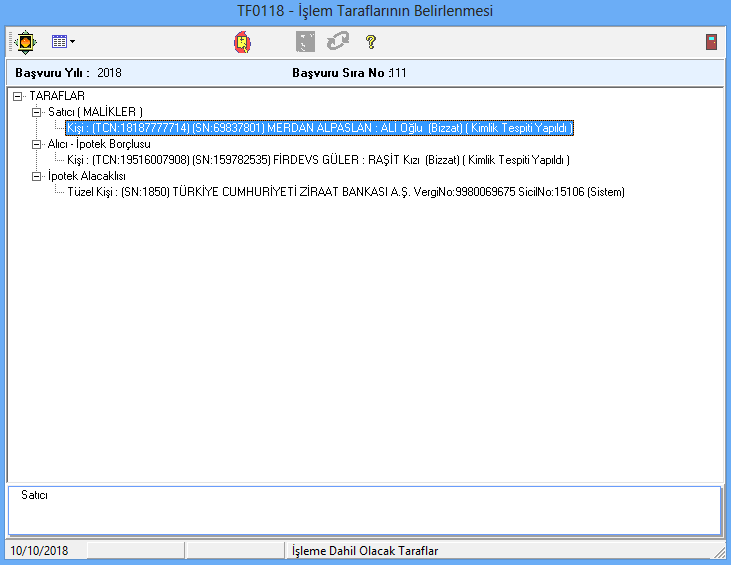 TF0118 - İşlem Taraflarının Belirlenmesi
Başvuru Yılı : 2018 Başvuru Sıra No :111
TARAFLAR
Satıcı ( MALİKLER )
Kişi : (TCN:18187777714) (SN:69837801) MERDAN ALPASLAN : ALİ Oğlu (Bizzat) ( Kimlik Tespiti Yapıldı )
Alıcı - İpotek Borçlusu
Kişi : (TCN:19516007908) (SN:159782535) FİRDEVS GÜLER : RAŞİT Kızı (Bizzat) ( Kimlik Tespiti Yapıldı )
İpotek Alacaklısı
Tüzel Kişi : (SN:1850) TÜRKİYE CUMHURİYETİ ZİRAAT BANKASI A.Ş. VergiNo:9980069675 SicilNo:15106 (Sistem)
Satıcı
10/10/2018 İşleme Dahil Olacak Taraflar